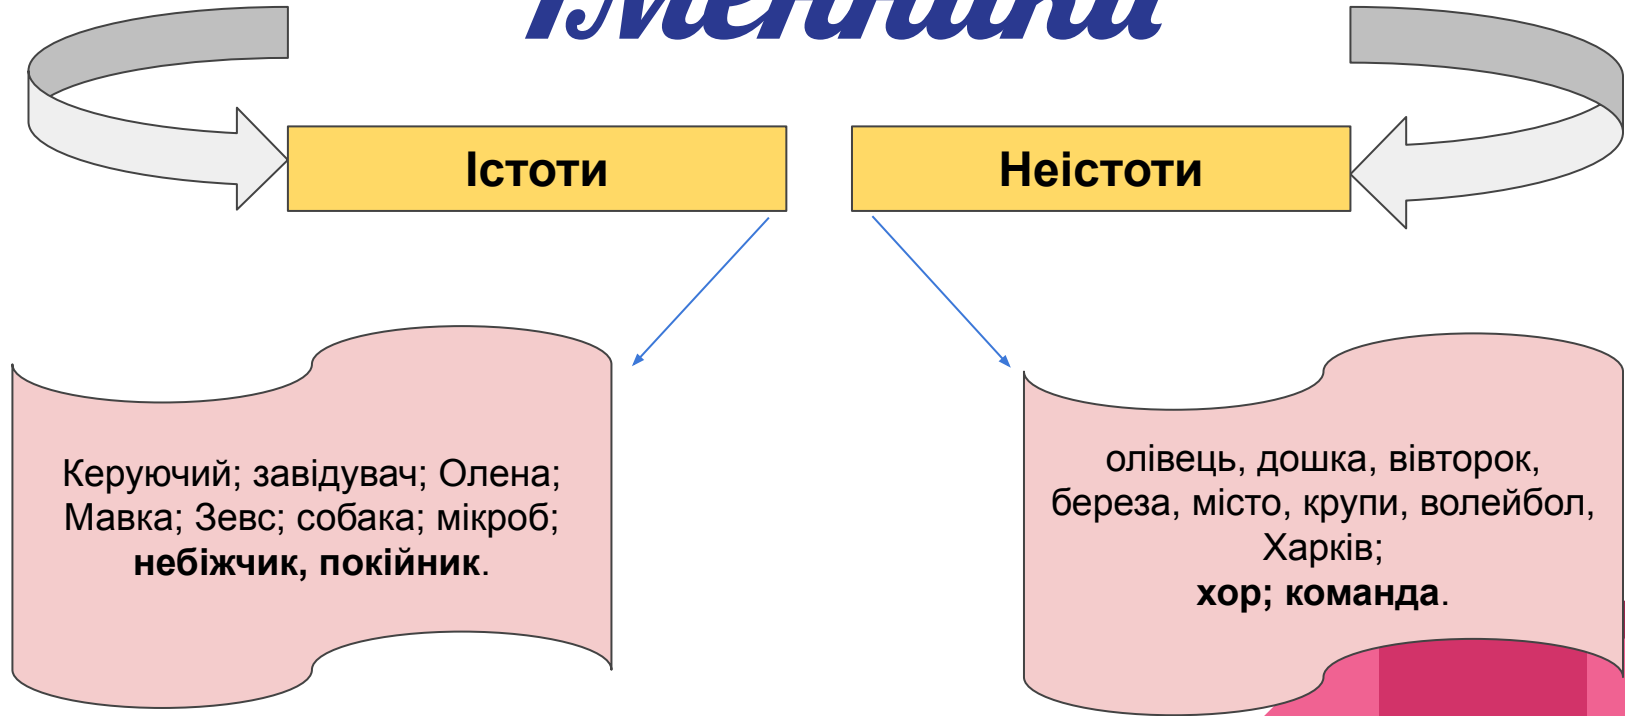 Іменники
Істоти
Неістоти
Керуючий; завідувач; Олена;
Мавка; Зевс; собака; мікроб;
небіжчик, покійник.
олівець, дошка, вівторок,
береза, місто, крупи, волейбол,
Харків;
хор; команда.